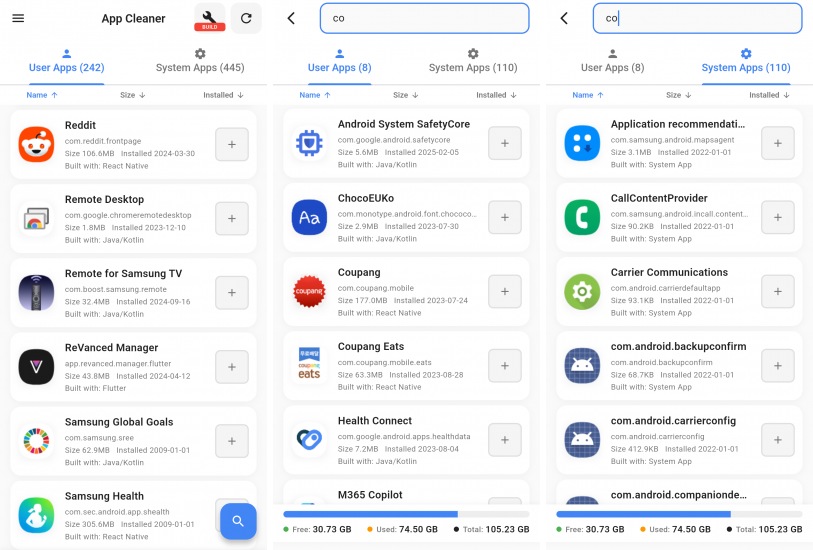 App Cleaner
BUILD
User Apps (242)
System Apps (445)
Name ↑
Size ↓
Installed ↓
Reddit
com.reddit.frontpage
Size 106.6MB Installed 2024-03-30
Built with: React Native
Remote Desktop
com.google.chromeremotedesktop
Size 1.8MB Installed 2023-12-10
Built with: Java/Kotlin
Remote for Samsung TV
com.boost.samsung.remote
Size 32.4MB Installed 2024-09-16
Built with: Java/Kotlin
ReVanced Manager
app.revanced.manager.flutter
Size 43.8MB Installed 2024-04-12
Built with: Flutter
Samsung Global Goals
com.samsung.sree
Size 62.9MB Installed 2009-01-01
Built with: Java/Kotlin
Samsung Health
com.sec.android.app.shealth
Size 305.6MB Installed 2009-01-01
Built with: React Native
co
User Apps (8)
System Apps (110)
Name ↑
Size ↓
Installed ↓
Android System SafetyCore
com.google.android.safetycore
Size 5.6MB Installed 2025-02-05
Built with: Java/Kotlin
Aa
ChocoEUKo
com.monotype.android.font.chococo...
Size 2.9MB Installed 2023-07-30
Built with: Java/Kotlin
coupang
Coupang
com.coupang.mobile
Size 177.0MB Installed 2023-07-24
Built with: React Native
무료배달
coupang
eats
Coupang Eats
com.coupang.mobile.eats
Size 63.3MB Installed 2023-08-28
Built with: React Native
Health Connect
com.google.android.apps.healthdata
Size 7.2MB Installed 2023-08-04
Built with: Java/Kotlin
M365 Copilot
Free: 30.73 GB
Used: 74.50 GB
Total: 105.23 GB
co
User Apps (8)
System Apps (110)
Name ↑
Size ↓
Installed ↓
Application recommendati...
com.samsung.android.mapsagent
Size 3.1MB Installed 2022-01-01
Built with: System App
CallContentProvider
com.samsung.android.incall.content...
Size 90.2KB Installed 2022-01-01
Built with: System App
Carrier Communications
com.android.carrierdefaultapp
Size 93.1KB Installed 2022-01-01
Built with: System App
com.android.backupconfirm
com.android.backupconfirm
Size 68.7KB Installed 2022-01-01
Built with: System App
com.android.carrierconfig
com.android.carrierconfig
Size 412.9KB Installed 2022-01-01
Built with: System App
com.android.companionde...
Free: 30.73 GB
Used: 74.50 GB
Total: 105.23 GB